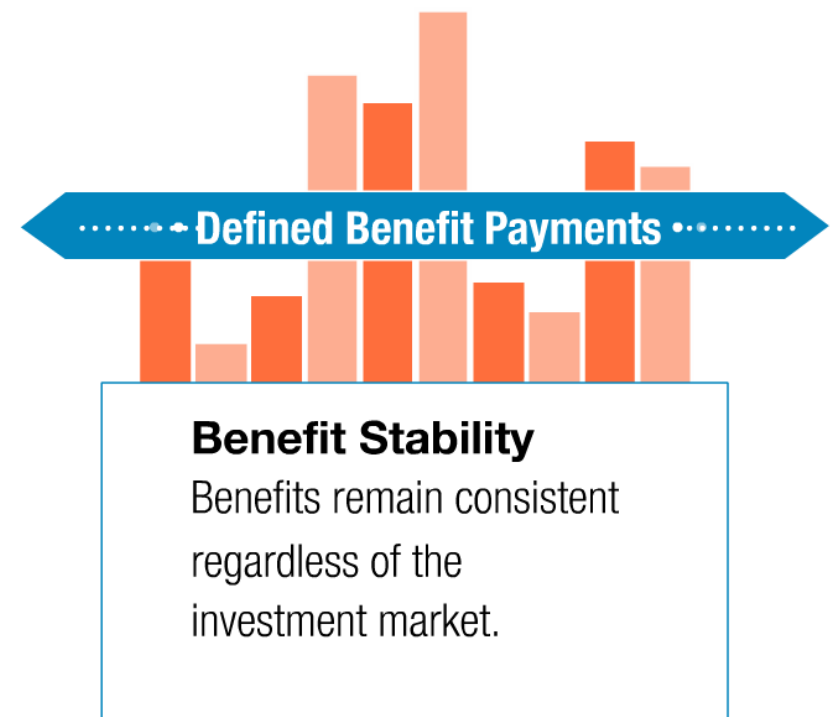 Defined Benefit Payments
Benefit Stability
Benefits remain consistent
regardless of the
investment market.